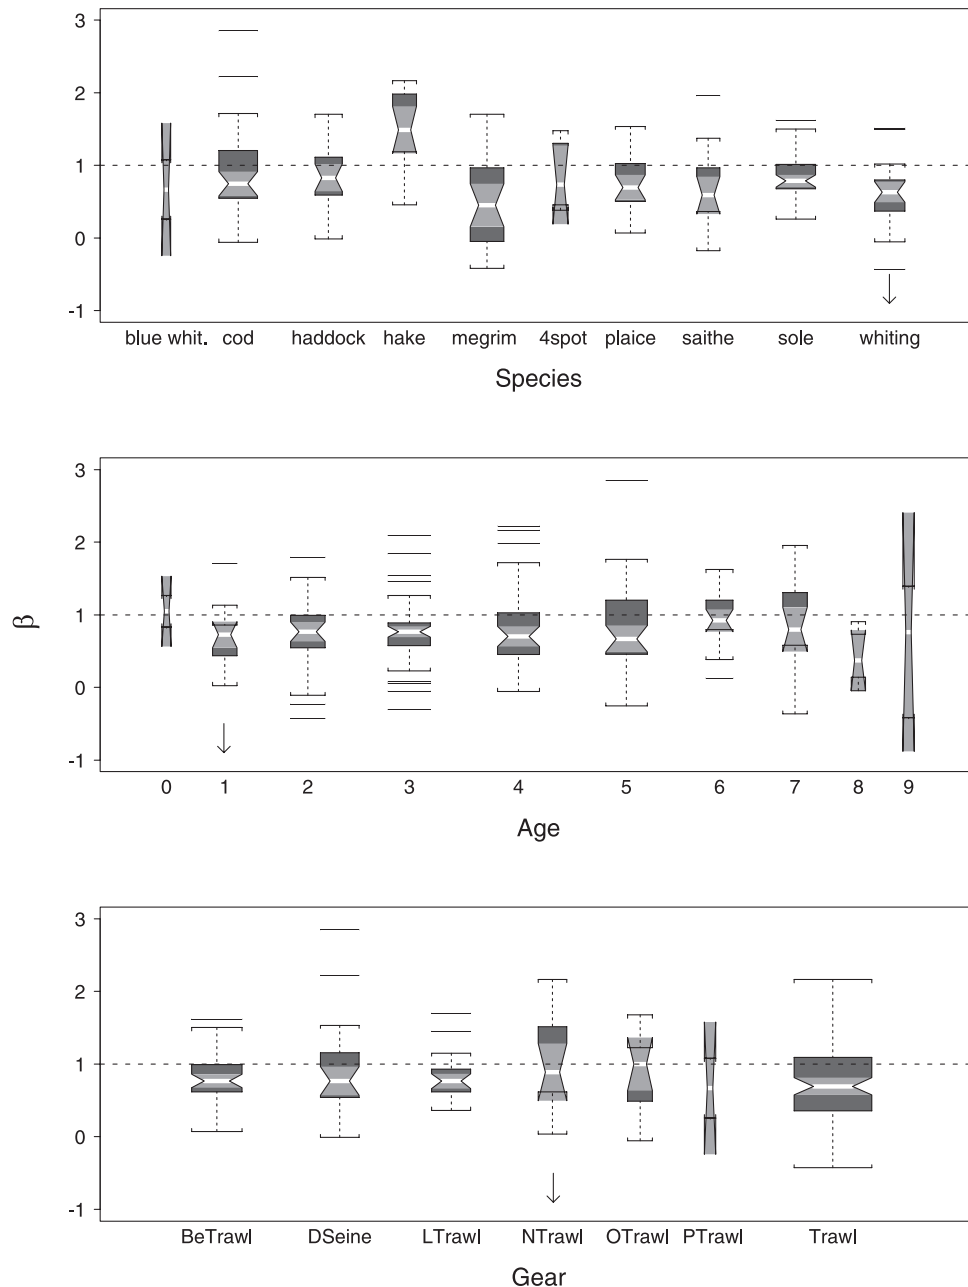 3
2
1
0
-1
blue whit. cod haddock hake megrim 4spot plaice saithe sole whiting
Species
β
3
2
1
0
-1
0 1 2 3 4 5 6 7 8 9
Age
3
2
1
0
-1
BeTrawl DSeine LTrawl NTrawl OTrawl PTrawl Trawl
Gear